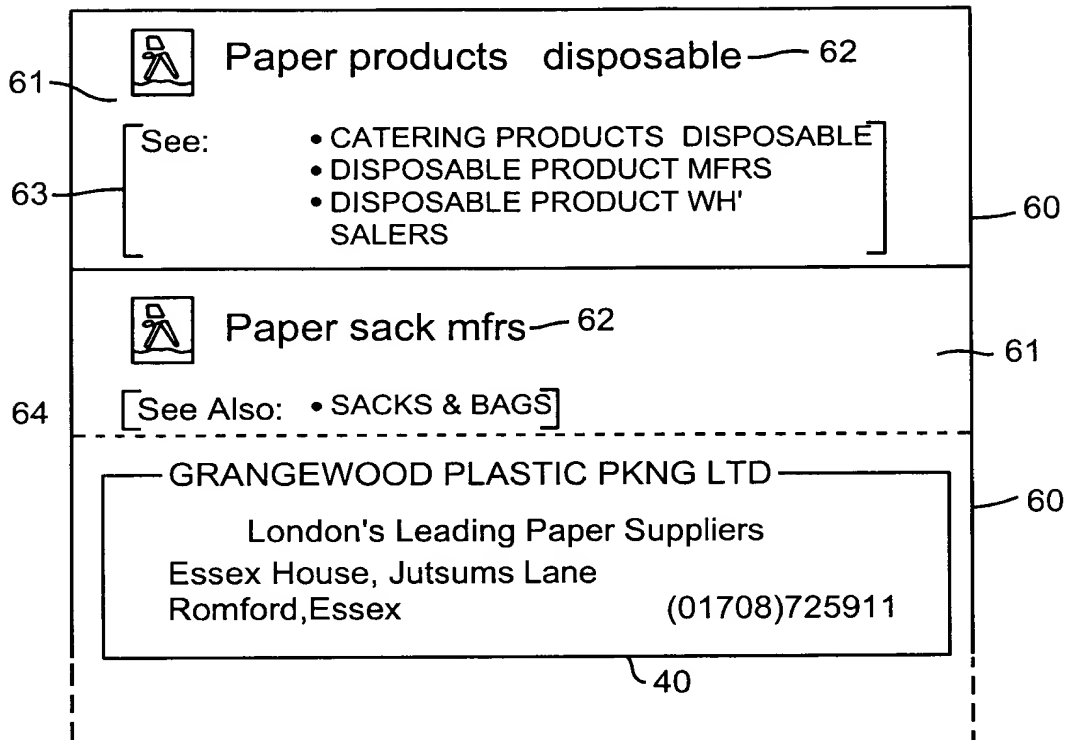 Paper products disposable 62
61
See: • CATERING PRODUCTS DISPOSABLE
• DISPOSABLE PRODUCT MFRS
63
• DISPOSABLE PRODUCT WH'
SALERS
60
Paper sack mfrs 62
61
64
See Also: • SACKS & BAGS
GRANGEWOOD PLASTIC PKNG LTD
60
London's Leading Paper Suppliers
Essex House, Jutsums Lane
Romford,Essex (01708)725911
40